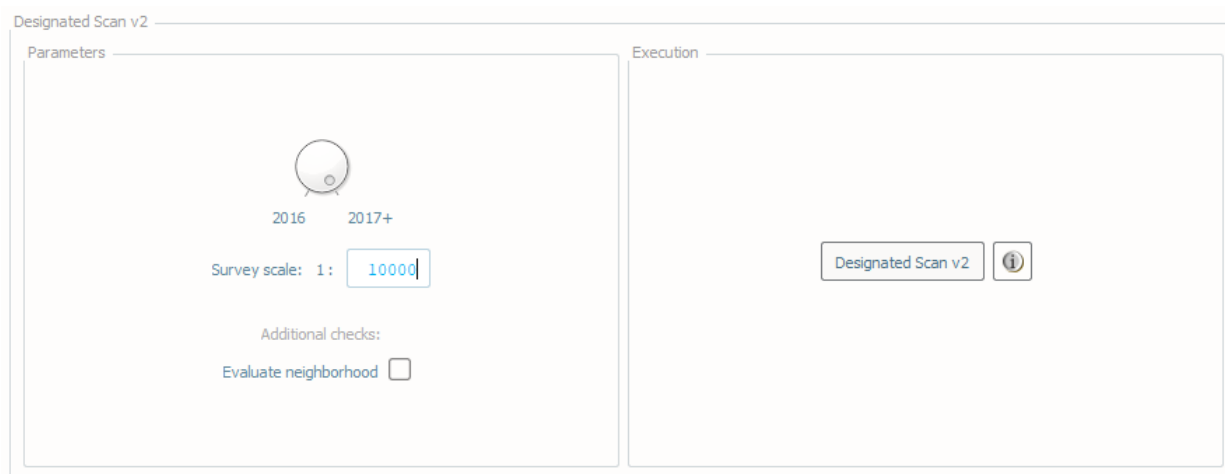 Designated Scan v2
Parameters
Execution
2016 2017+
Survey scale: 1 : 10000
Designated Scan v2
Additional checks:
Evaluate neighborhood